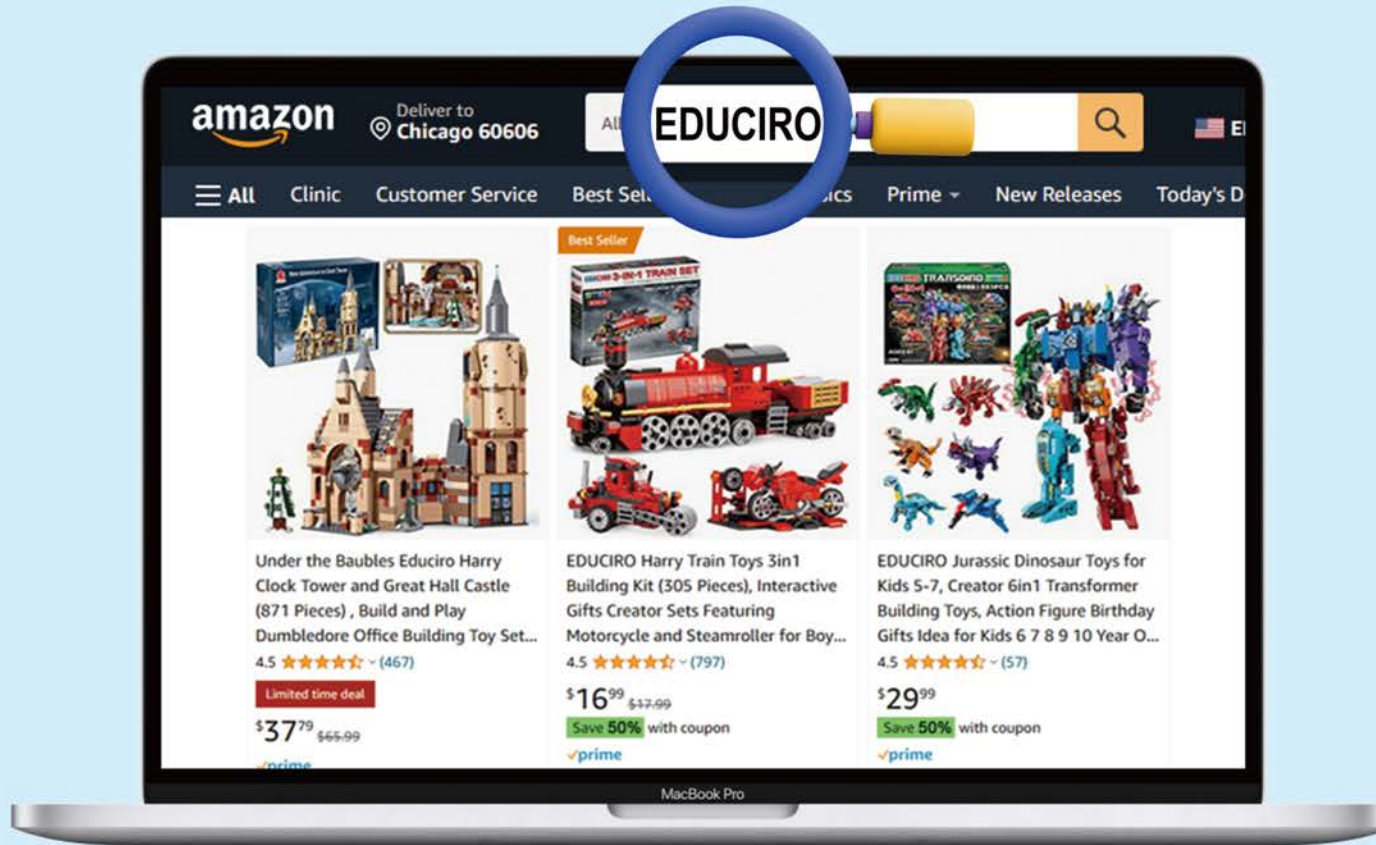 amazon
Deliver to
Chicago 60606
All
EDUCIRO
El
All Clinic Customer Service Best Sel ics Prime New Releases Today's D
Best Seller
3-IN-1 TRAIN SET
TRANSDINO
Under the Baubles Educiro Harry
Clock Tower and Great Hall Castle
(871 Pieces) , Build and Play
Dumbledore Office Building Toy Set...
4.5 (467)
Limited time deal
$37 79 $65.99
prime
EDUCIRO Harry Train Toys 3in1
Building Kit (305 Pieces), Interactive
Gifts Creator Sets Featuring
Motorcycle and Steamroller for Boy...
4.5 (797)
$16 99 $17.99
Save 50% with coupon
prime
EDUCIRO Jurassic Dinosaur Toys for
Kids 5-7, Creator 6in1 Transformer
Building Toys, Action Figure Birthday
Gifts Idea for Kids 6 7 8 9 10 Year O...
4.5 (57)
$29 99
Save 50% with coupon
prime
MacBook Pro